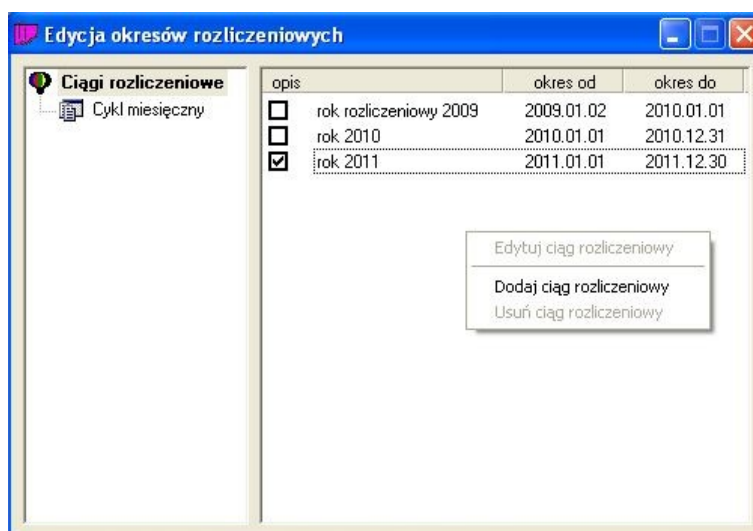 Edycja okresów rozliczeniowych
Ciągi rozliczeniowe
Cykl miesięczny
opis okres od okres do
rok rozliczeniowy 2009 2009.01.02 2010.01.01
rok 2010 2010.01.01 2010.12.31
rok 2011 2011.01.01 2011.12.30
Edytuj ciąg rozliczeniowy
Dodaj ciąg rozliczeniowy
Usuń ciąg rozliczeniowy